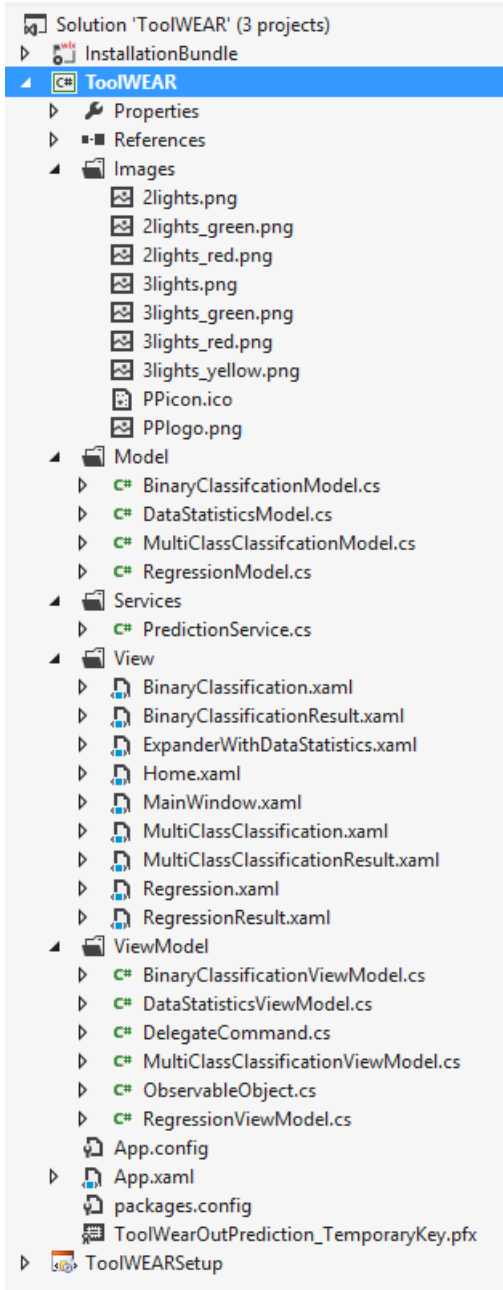 Solution 'ToolWEAR' (3 projects)
wix InstallationBundle
C# ToolWEAR
Properties
References
Images
2lights.png
2lights_green.png
2lights_red.png
3lights.png
3lights_green.png
3lights_red.png
3lights_yellow.png
PPicon.ico
PPlogo.png
Model
C# BinaryClassifcationModel.cs
C# DataStatisticsModel.cs
C# MultiClassClassifcationModel.cs
C# RegressionModel.cs
Services
C# PredictionService.cs
View
BinaryClassification.xaml
BinaryClassificationResult.xaml
ExpanderWithDataStatistics.xaml
Home.xaml
MainWindow.xaml
MultiClassClassification.xaml
MultiClassClassificationResult.xaml
Regression.xaml
RegressionResult.xaml
ViewModel
C# BinaryClassificationViewModel.cs
C# DataStatisticsViewModel.cs
C# DelegateCommand.cs
C# MultiClassClassificationViewModel.cs
C# ObservableObject.cs
C# RegressionViewModel.cs
App.config
App.xaml
packages.config
ToolWearOutPrediction_TemporaryKey.pfx
ToolWEARSetup